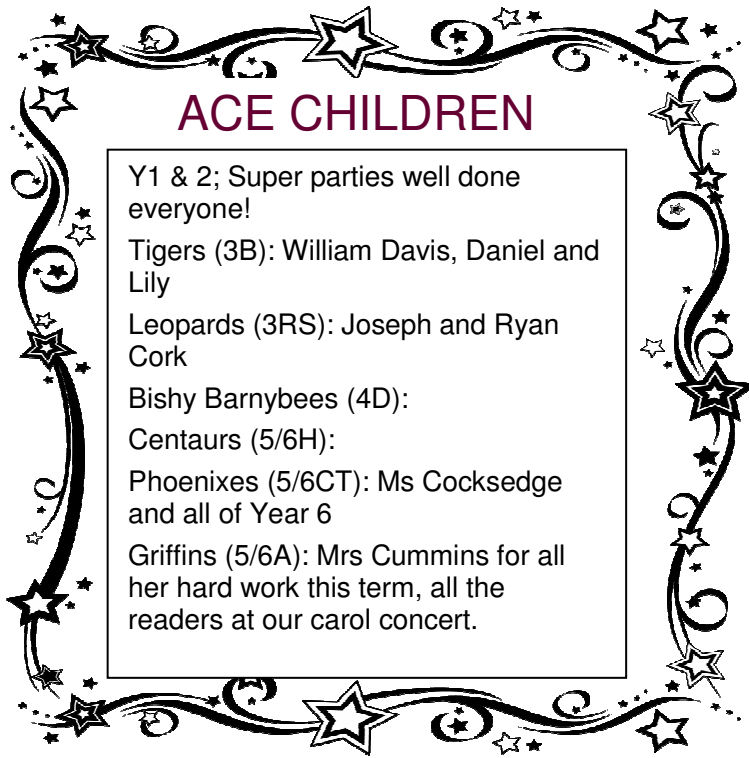 ACE CHILDREN
Y1 & 2; Super parties well done
everyone!
Tigers (3B): William Davis, Daniel and
Lily
Leopards (3RS): Joseph and Ryan
Cork
Bishy Barnybees (4D):
Centaurs (5/6H):
Phoenixes (5/6CT): Ms Cocksedge
and all of Year 6
Griffins (5/6A): Mrs Cummins for all
her hard work this term, all the
readers at our carol concert.